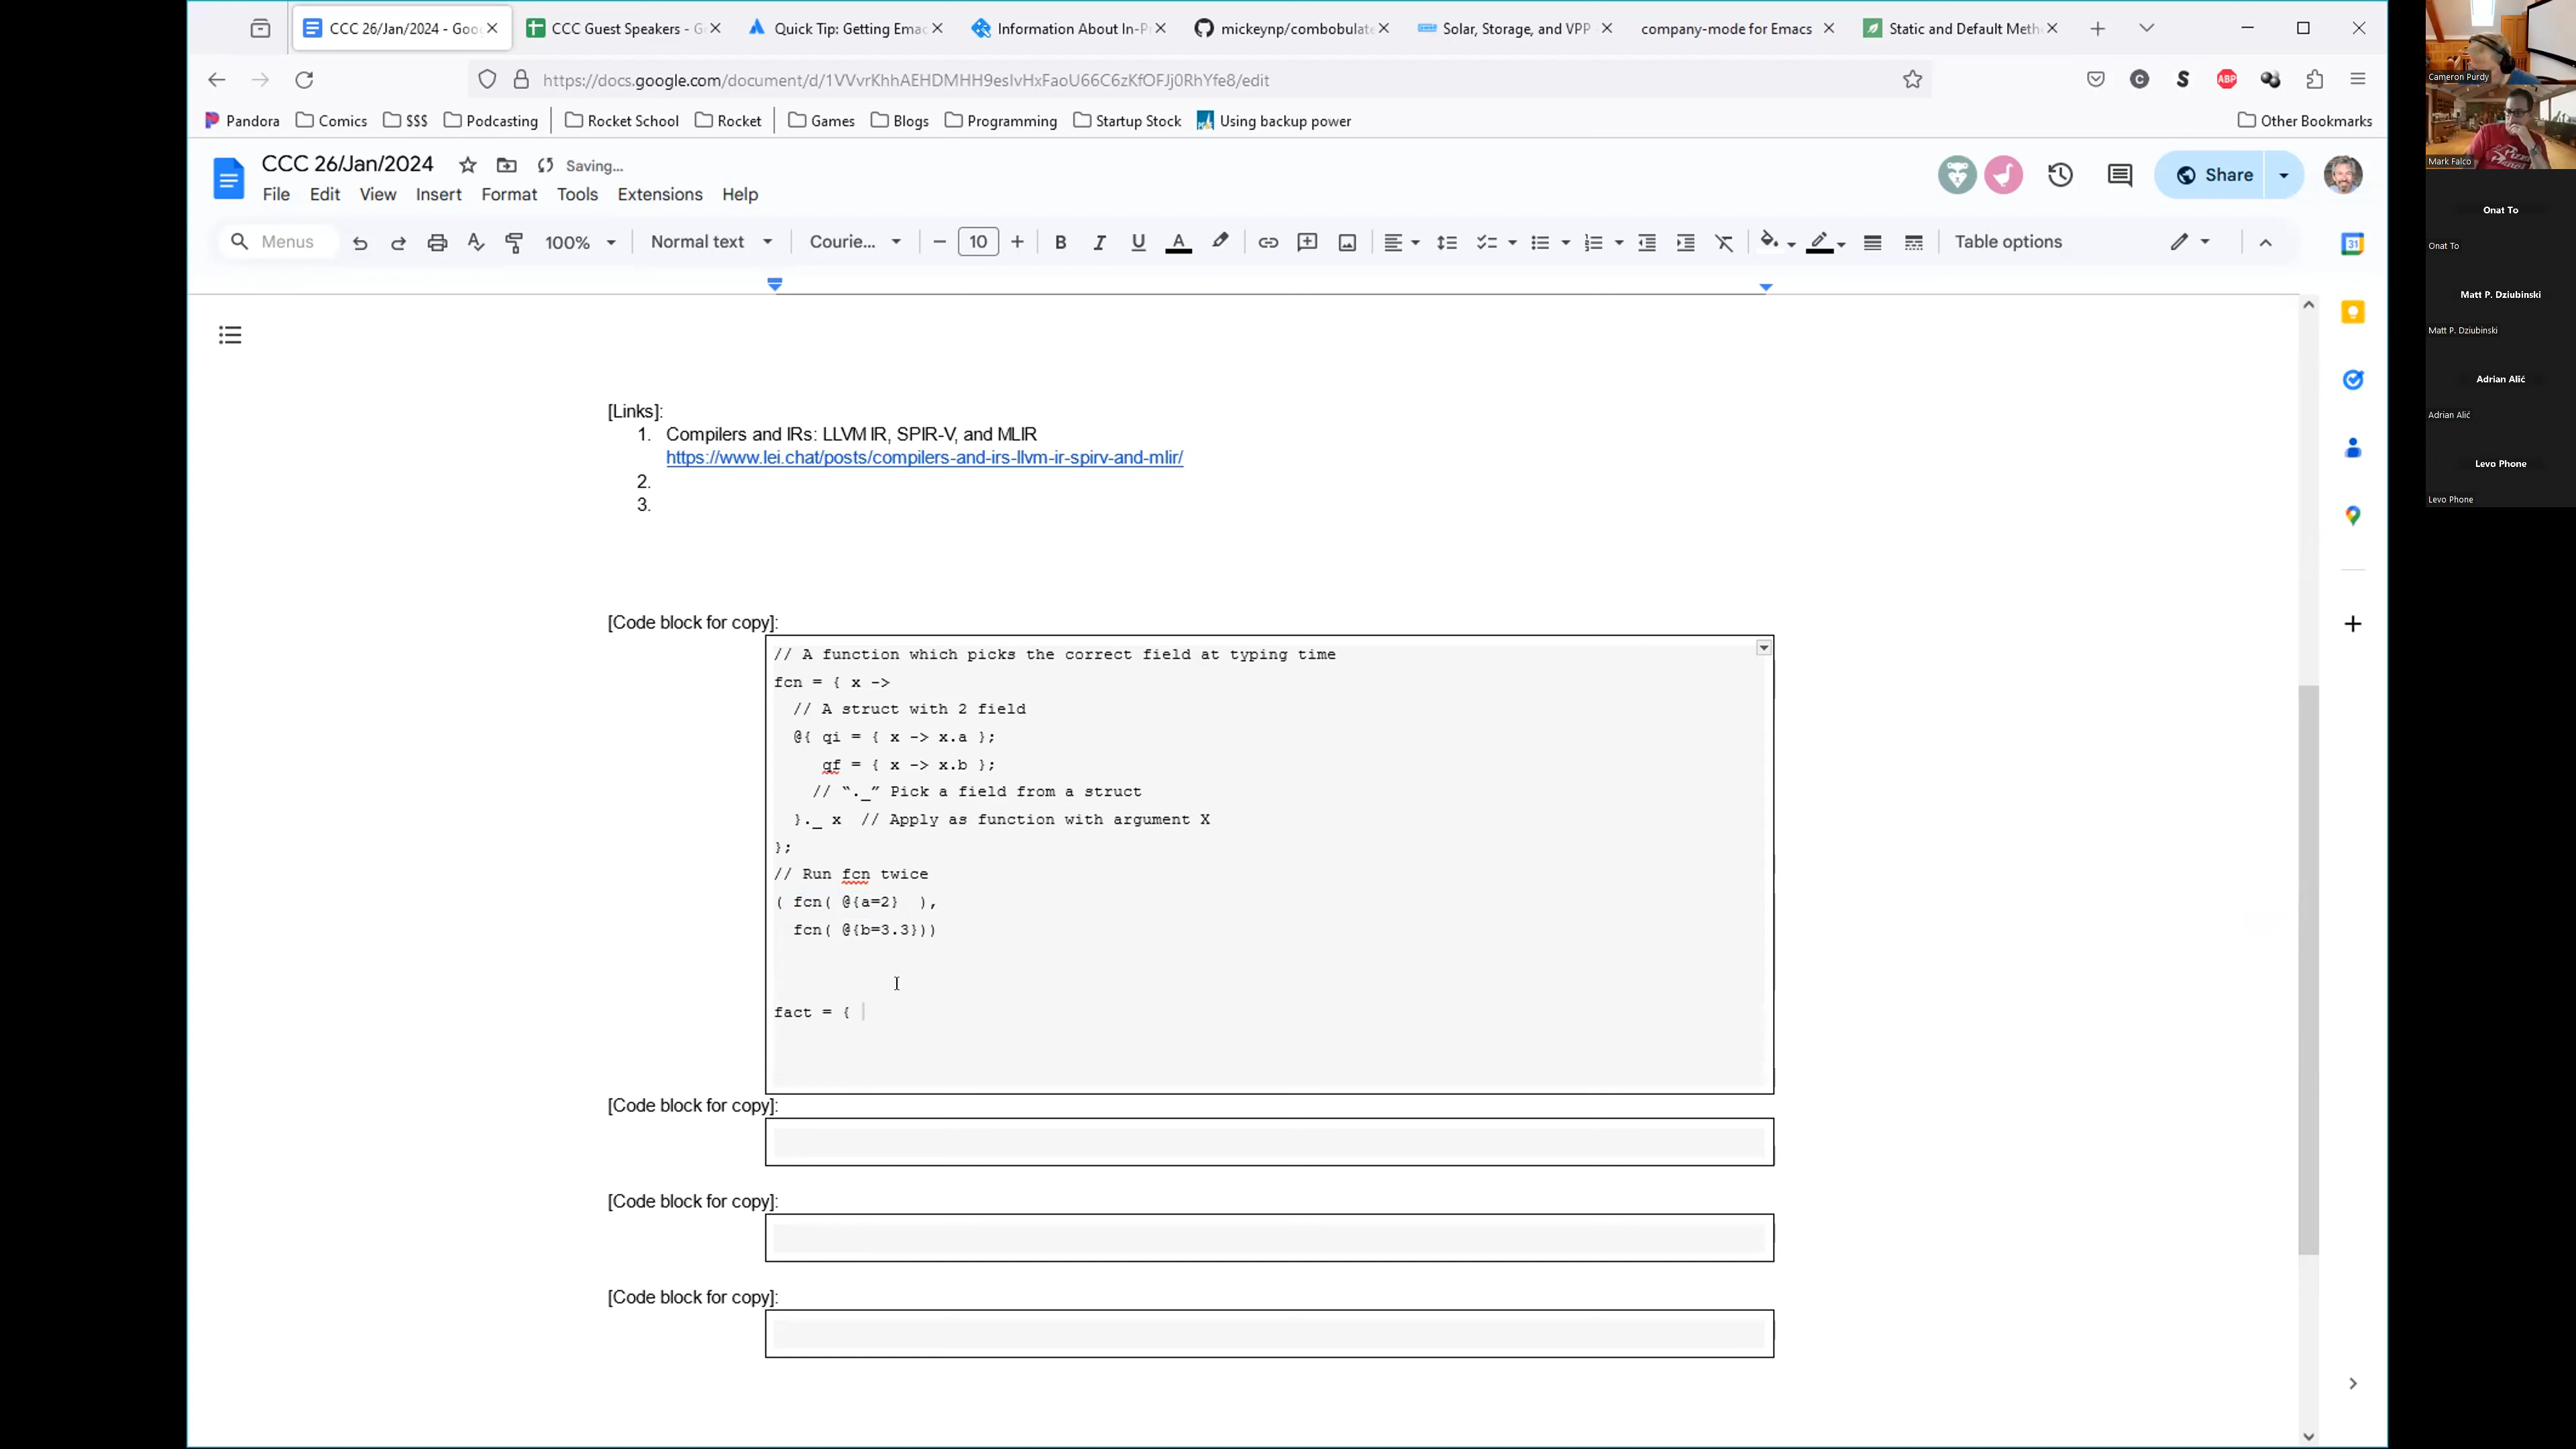 CCC 26/Jan/2024 - Goo
CCC Guest Speakers - G
Quick Tip: Getting Emac
Information About In-P
mickeynp/combobulate
Solar, Storage, and VPP
company-mode for Emacs
Static and Default Meth
https://docs.google.com/document/d/1VVvrKhhAEHDMHH9esIvHxFaoU66C6zKfOFJj0RhYfe8/edit
Pandora Comics $$$ Podcasting Rocket School Rocket Games Blogs Programming Startup Stock Using backup power Other Bookmarks
CCC 26/Jan/2024 Saving...
File Edit View Insert Format Tools Extensions Help
Share
Menus 100% Normal text Courie... 10 B I U A Table options
[Links]:
1. Compilers and IRs: LLVM IR, SPIR-V, and MLIR
https://www.lei.chat/posts/compilers-and-irs-llvm-ir-spirv-and-mlir/
2.
3.
[Code block for copy]:
// A function which picks the correct field at typing time
fcn = { x ->
// A struct with 2 field
@{ qi = { x -> x.a };
qf = { x -> x.b };
// “._” Pick a field from a struct
}._ x // Apply as function with argument X
};
// Run fcn twice
( fcn( @{a=2} ),
fcn( @{b=3.3}))
fact = {
[Code block for copy]:
[Code block for copy]:
[Code block for copy]:
Cameron Purdy
Mark Falco
Onat To
Onat To
Matt P. Dziubinski
Matt P. Dziubinski
Adrian Alić
Adrian Alić
Levo Phone
Levo Phone
31
ABP